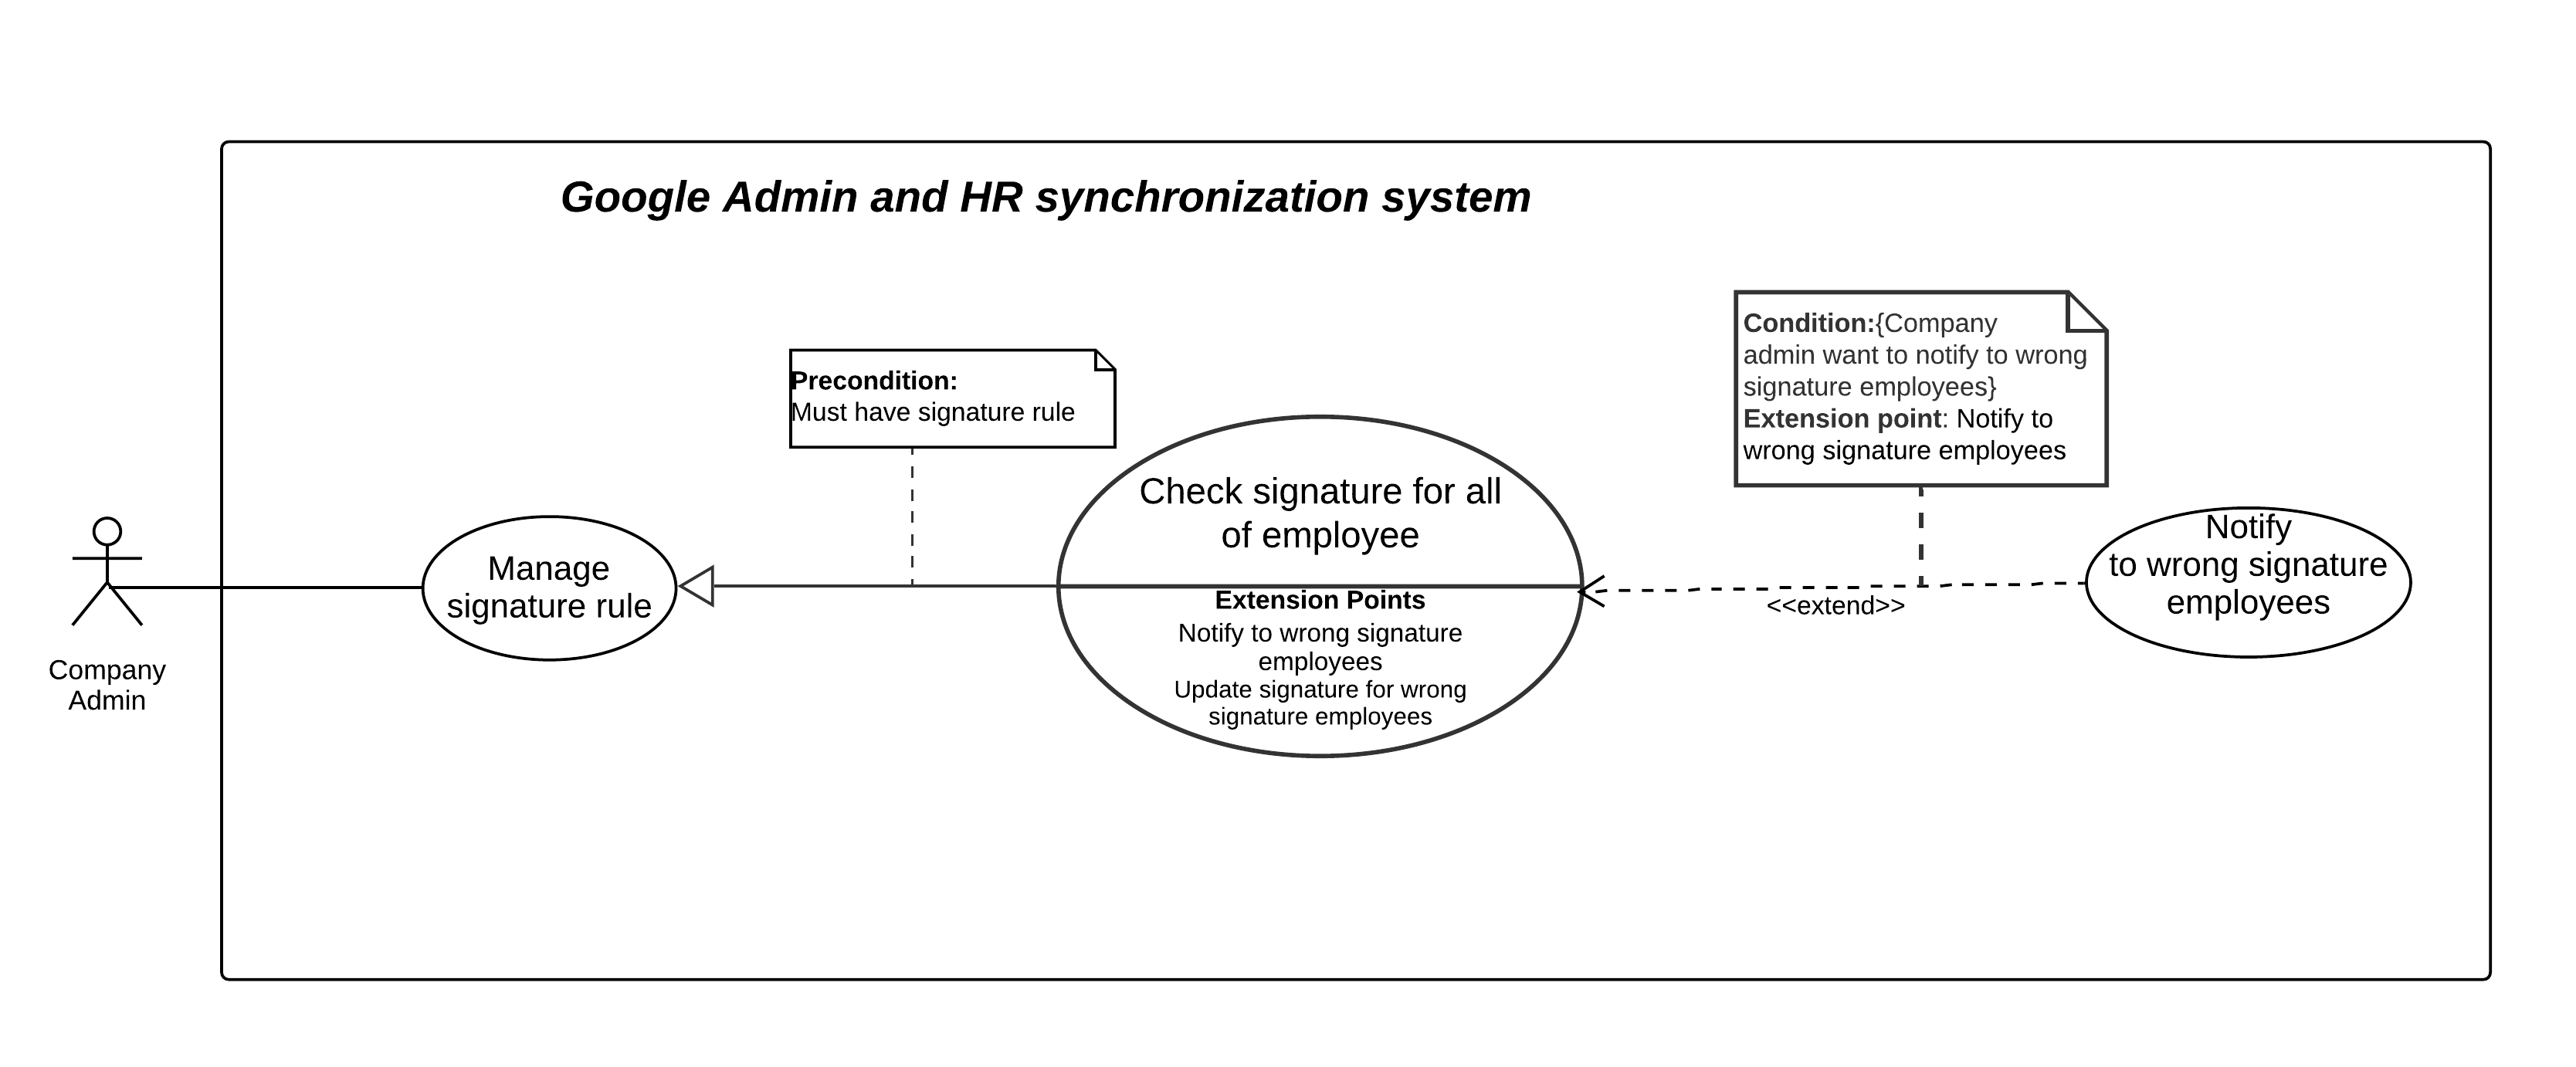 Google Admin and HR synchronization system
Precondition:
Must have signature rule
Condition:{Company
admin want to notify to wrong
signature employees}
Extension point: Notify to
wrong signature employees
Company
Admin
Manage
signature rule
Check signature for all
of employee
Extension Points
Notify to wrong signature
employees
Update signature for wrong
signature employees
<<extend>>
Notify
to wrong signature
employees